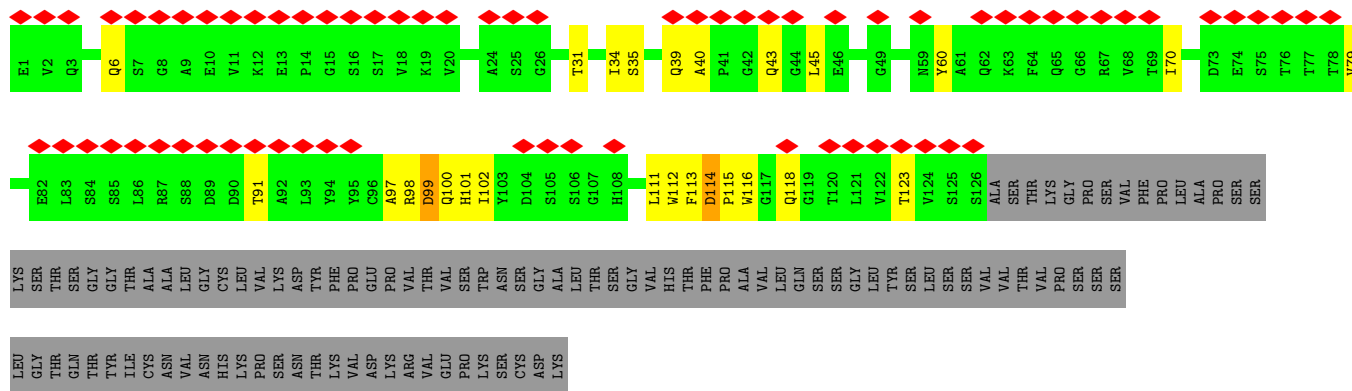 E1 V2 Q3 Q6 S7 G8 A9 E10 V11 K12 E13 P14 G15 S16 S17 V18 K19 V20 A24 S25 G26 T31 I34 S35 Q39 A40 P41 G42 Q43 G44 L45 E46 G49 N59 Y60 A61 Q62 K63 F64 Q65 G66 R67 V68 T69 I70 D73 E74 S75 T76 T77 T78 V79
E82 L83 S84 S85 L86 R87 S88 D89 D90 T91 A92 L93 Y94 Y95 C96 A97 R98 D99 Q100 H101 I102 Y103 D104 S105 S106 G107 H108 L111 W112 F113 D114 P115 W116 G117 Q118 G119 T120 L121 V122 T123 V124 S125 S126 ALA SER THR LYS GLY PRO SER VAL PHE PRO LEU ALA PRO SER SER
LYS SER THR SER GLY GLY THR ALA ALA LEU GLY CYS LEU VAL LYS ASP TYR PHE PRO GLU PRO VAL THR VAL SER TRP ASN SER GLY ALA LEU THR SER GLY VAL HIS THR PHE PRO ALA VAL LEU GLN SER SER GLY LEU TYR SER LEU SER SER VAL VAL THR VAL PRO SER SER SER
LEU GLY THR GLN THR TYR ILE CYS ASN VAL ASN HIS LYS PRO SER ASN THR LYS VAL ASP LYS ARG VAL GLU PRO LYS SER CYS ASP LYS